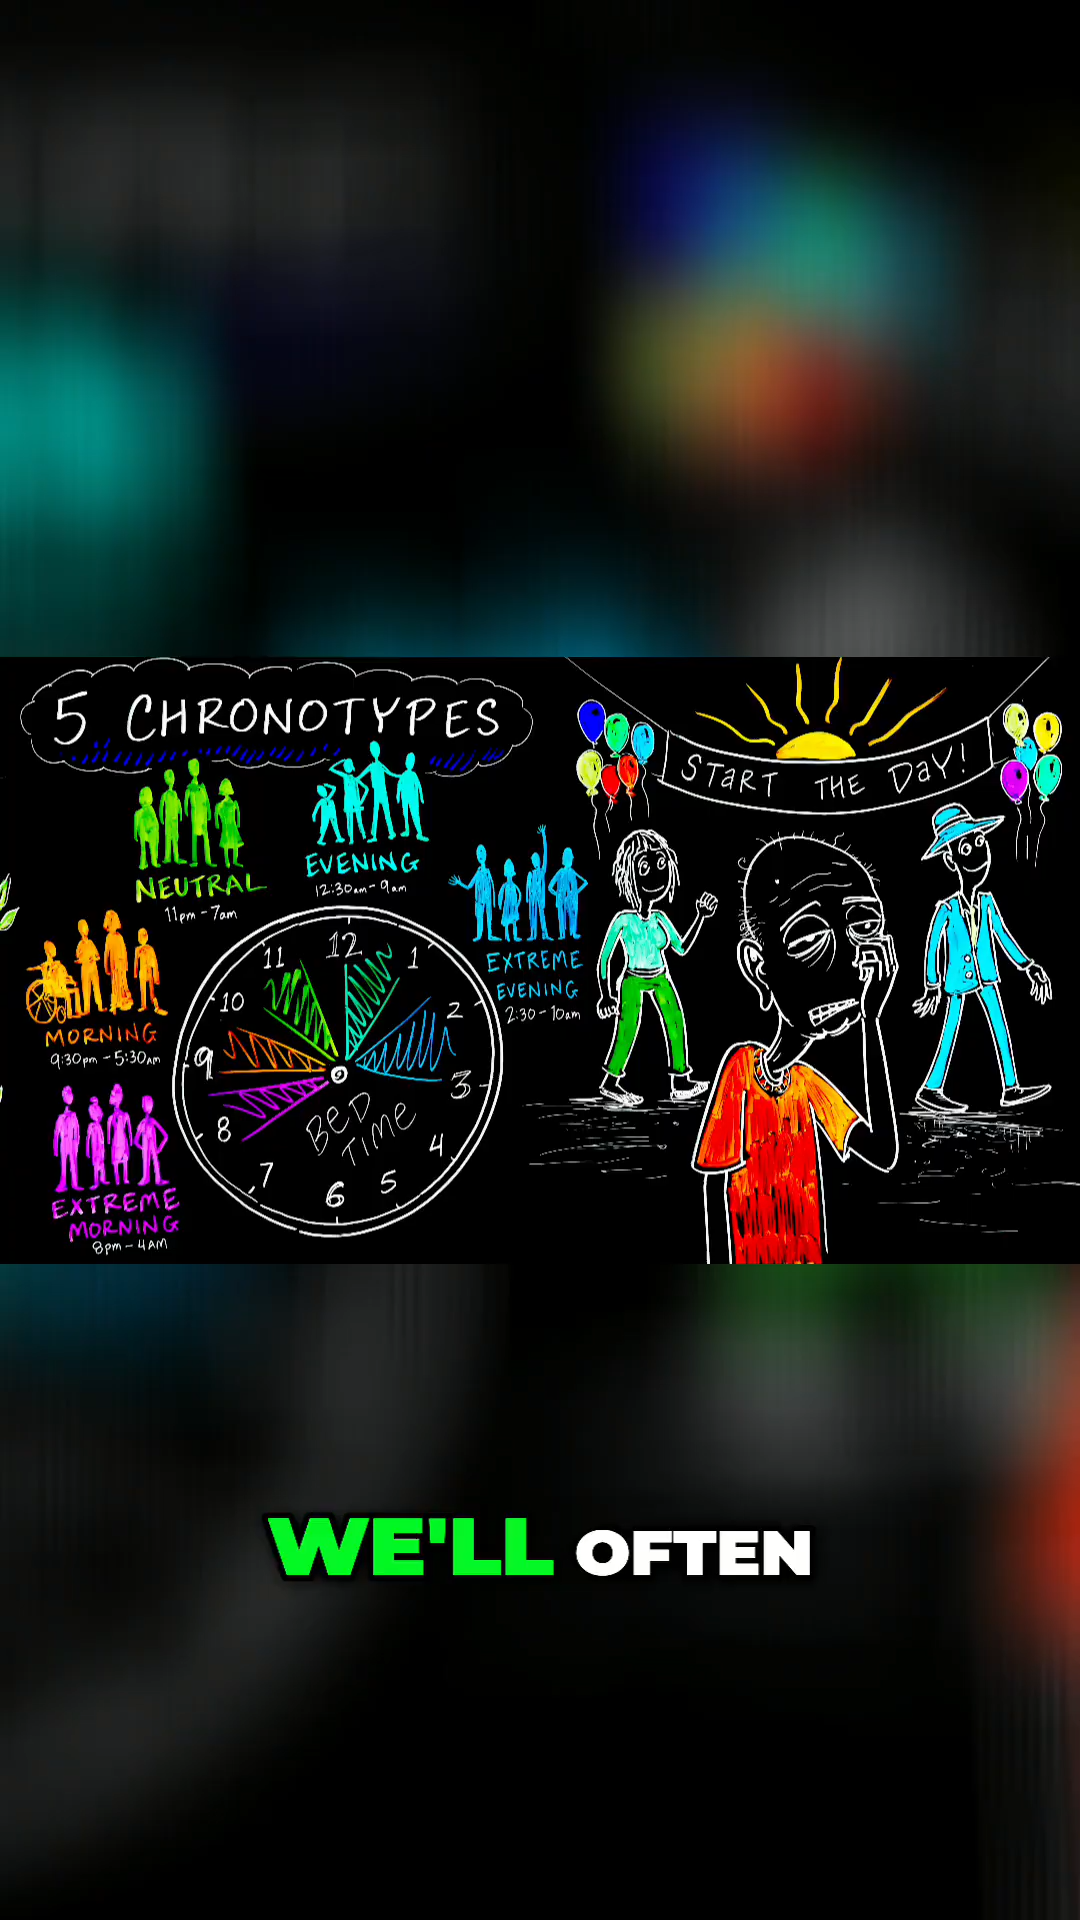 5 CHRONOTYPES
NEUTRAL
11pm - 7am
EVENING
12:30am - 9am
EXTREME
EVENING
2:30 - 10am
MORNING
9:30pm - 5:30am
EXTREME
MORNING
8pm - 4AM
12
1
2
3
4
5
6
7
8
9
10
11
BED
TIME
START THE DAY!
WE'LL OFTEN